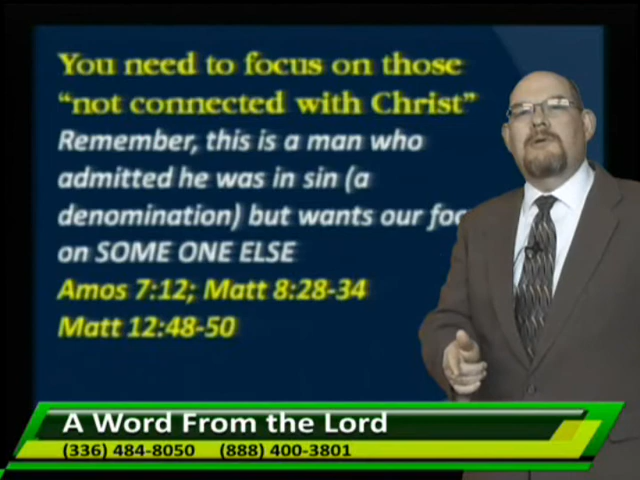 You need to focus on those
“not connected with Christ”
Remember, this is a man who
admitted he was in sin (a
denomination) but wants our
on SOME ONE ELSE
Amos 7:12; Matt 8:28-34
Matt 12:48-50
A Word From the Lord
(336) 484-8050 (888) 400-3801